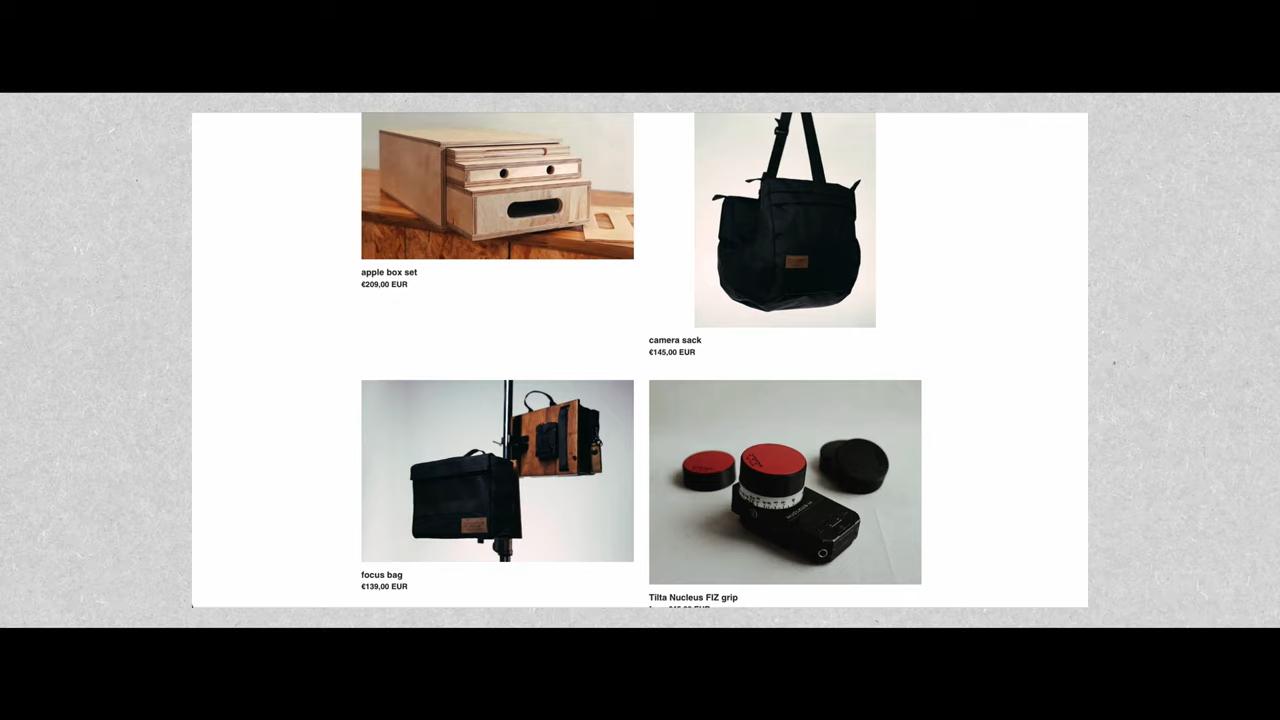 apple box set
€209,00 EUR
camera sack
€145,00 EUR
focus bag
€139,00 EUR
Tilta Nucleus FIZ grip